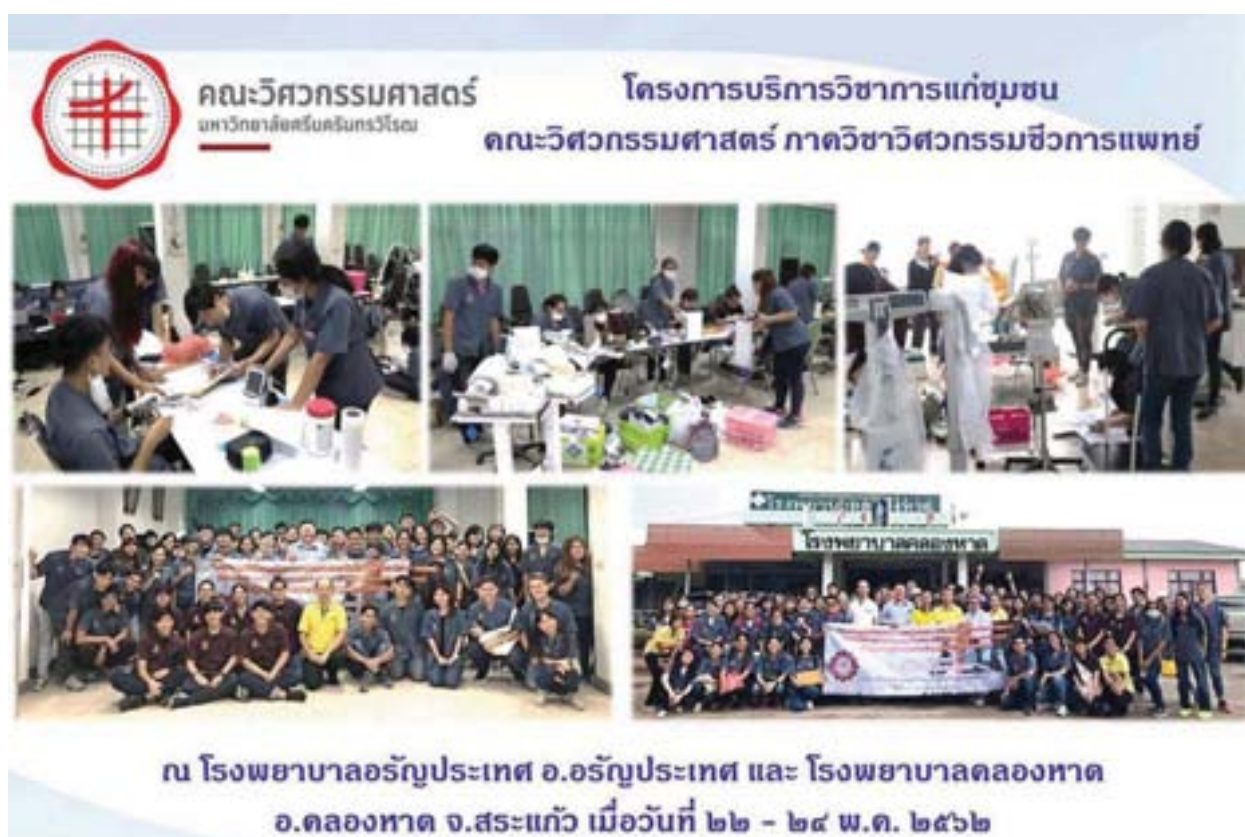 คณะวิศวกรรมศาสตร์
มหาวิทยาลัยศรีนครินทรวิโรฒ
โครงการบริการวิชาการแก่ชุมชน
คณะวิศวกรรมศาสตร์ ภาควิชาวิศวกรรมชีวการแพทย์
โรงพยาบาลคลองหาด
ณ โรงพยาบาลอรัญประเทศ อ.อรัญประเทศ และ โรงพยาบาลคลองหาด
อ.คลองหาด จ.สระแก้ว เมื่อวันที่ ๒๒ - ๒๔ พ.ค. ๒๕๖๒